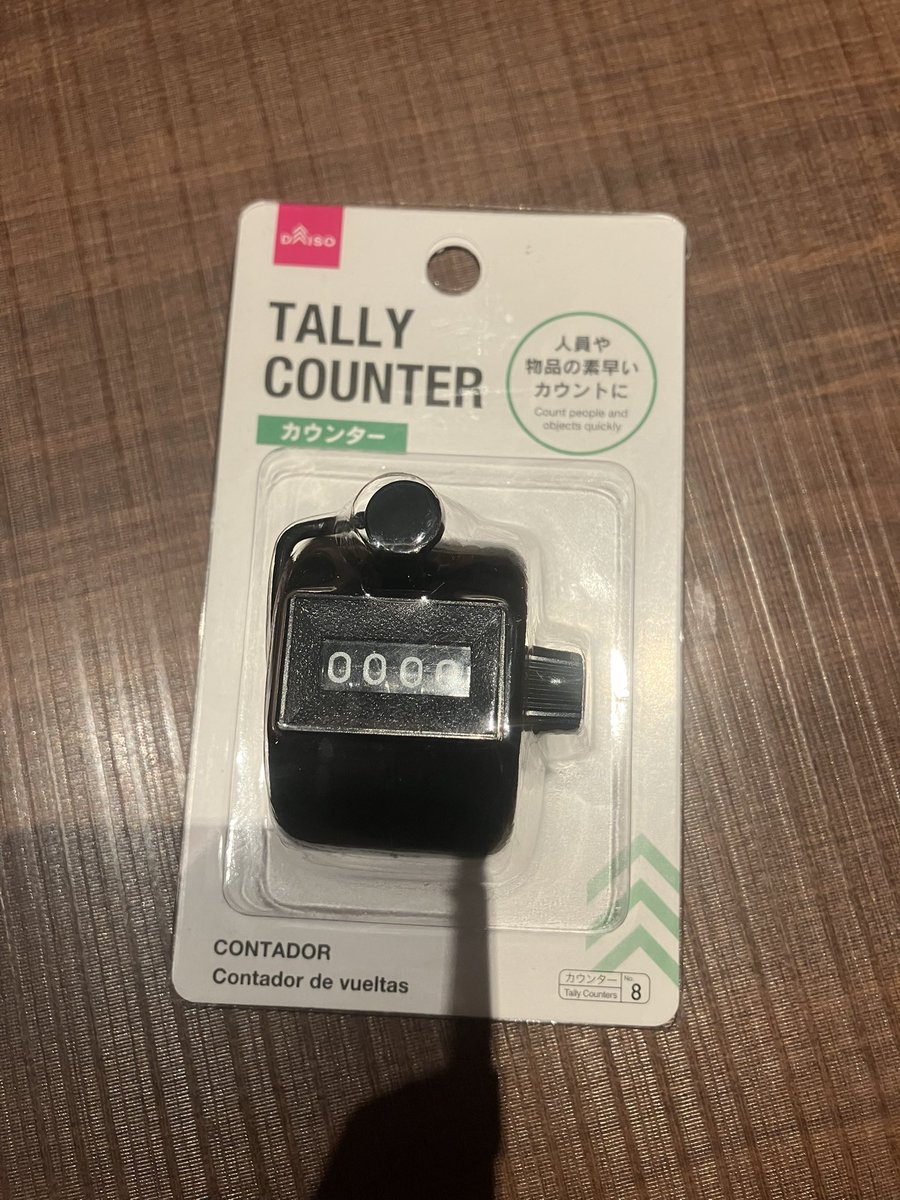 DAISO
TALLY
COUNTER
カウンター
人員や
物品の素早い
カウントに
Count people and
objects quickly
0000
CONTADOR
Contador de vueltas
カウンター
Tally Counters
No.
8